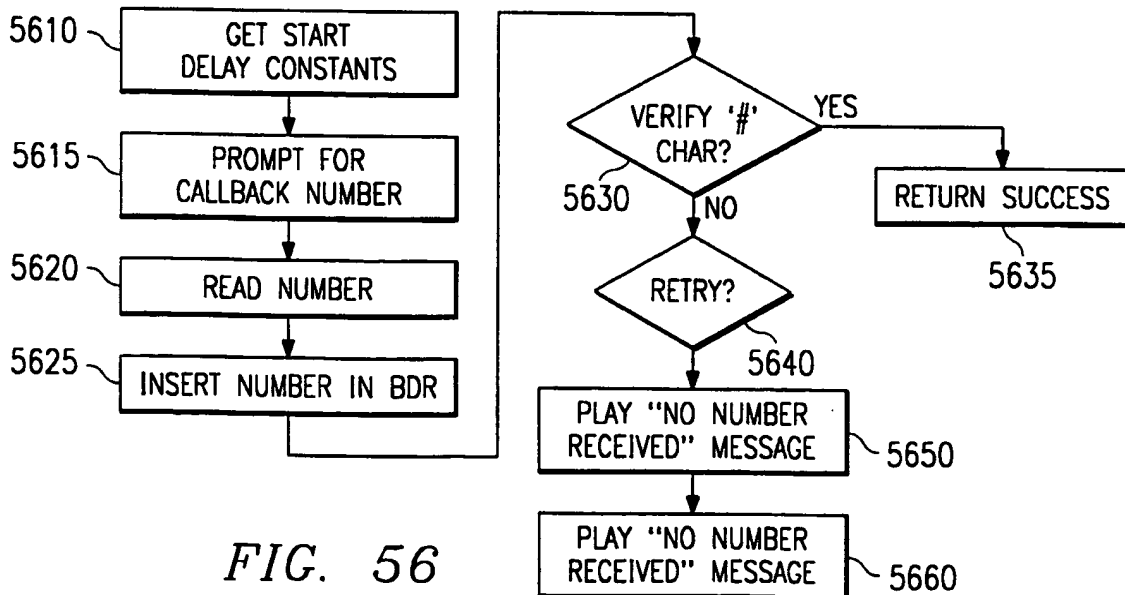 5610
GET START
DELAY CONSTANTS
5615
PROMPT FOR
CALLBACK NUMBER
5620
READ NUMBER
5625
INSERT NUMBER IN BDR
VERIFY '#'
CHAR?
YES
5630
NO
RETURN SUCCESS
5635
RETRY?
5640
PLAY "NO NUMBER
RECEIVED" MESSAGE
5650
PLAY "NO NUMBER
RECEIVED" MESSAGE
5660
FIG. 56